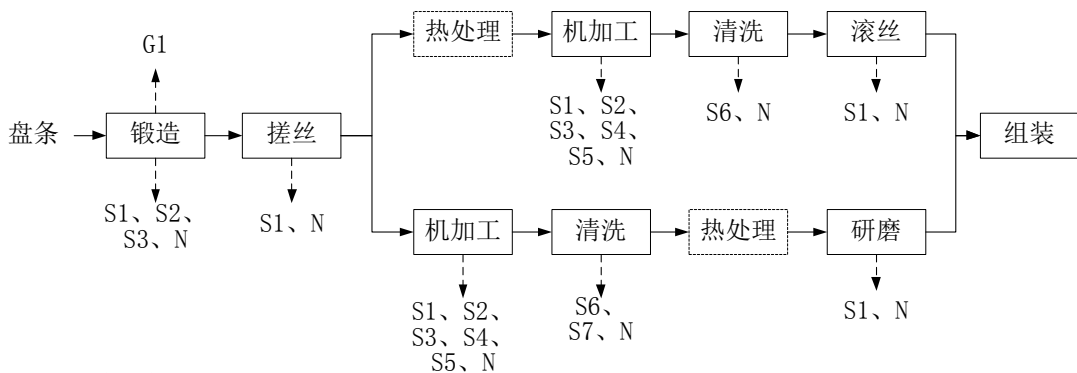 G1
盘条
锻造
S1、S2、
S3、N
搓丝
S1、N
热处理
机加工
S1、S2、
S3、S4、
S5、N
清洗
S6、N
滚丝
S1、N
机加工
S1、S2、
S3、S4、
S5、N
清洗
S6、
S7、N
热处理
研磨
S1、N
组装